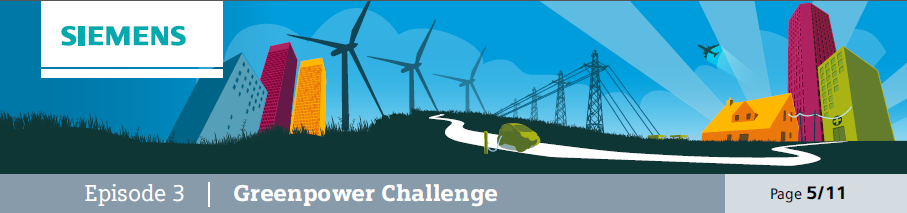 SIEMENS
Episode 3 | Greenpower Challenge
Page 5/11